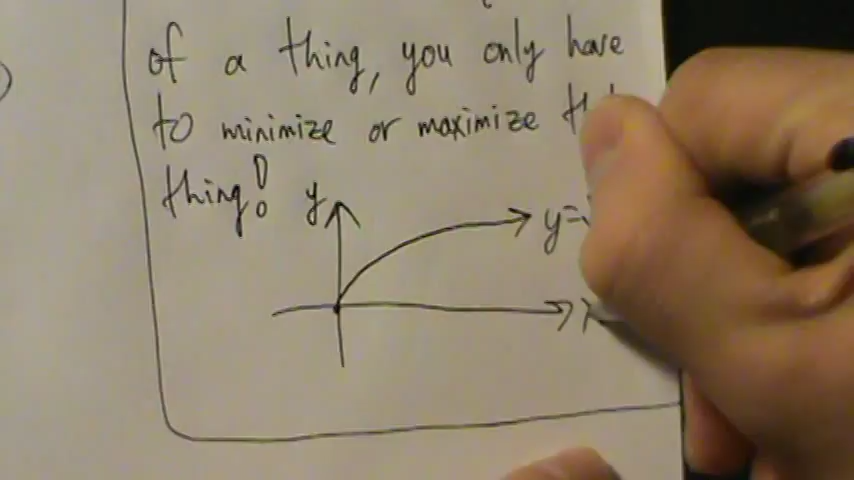 of a thing, you only have
to minimize or maximize
thing!
y
y=
x